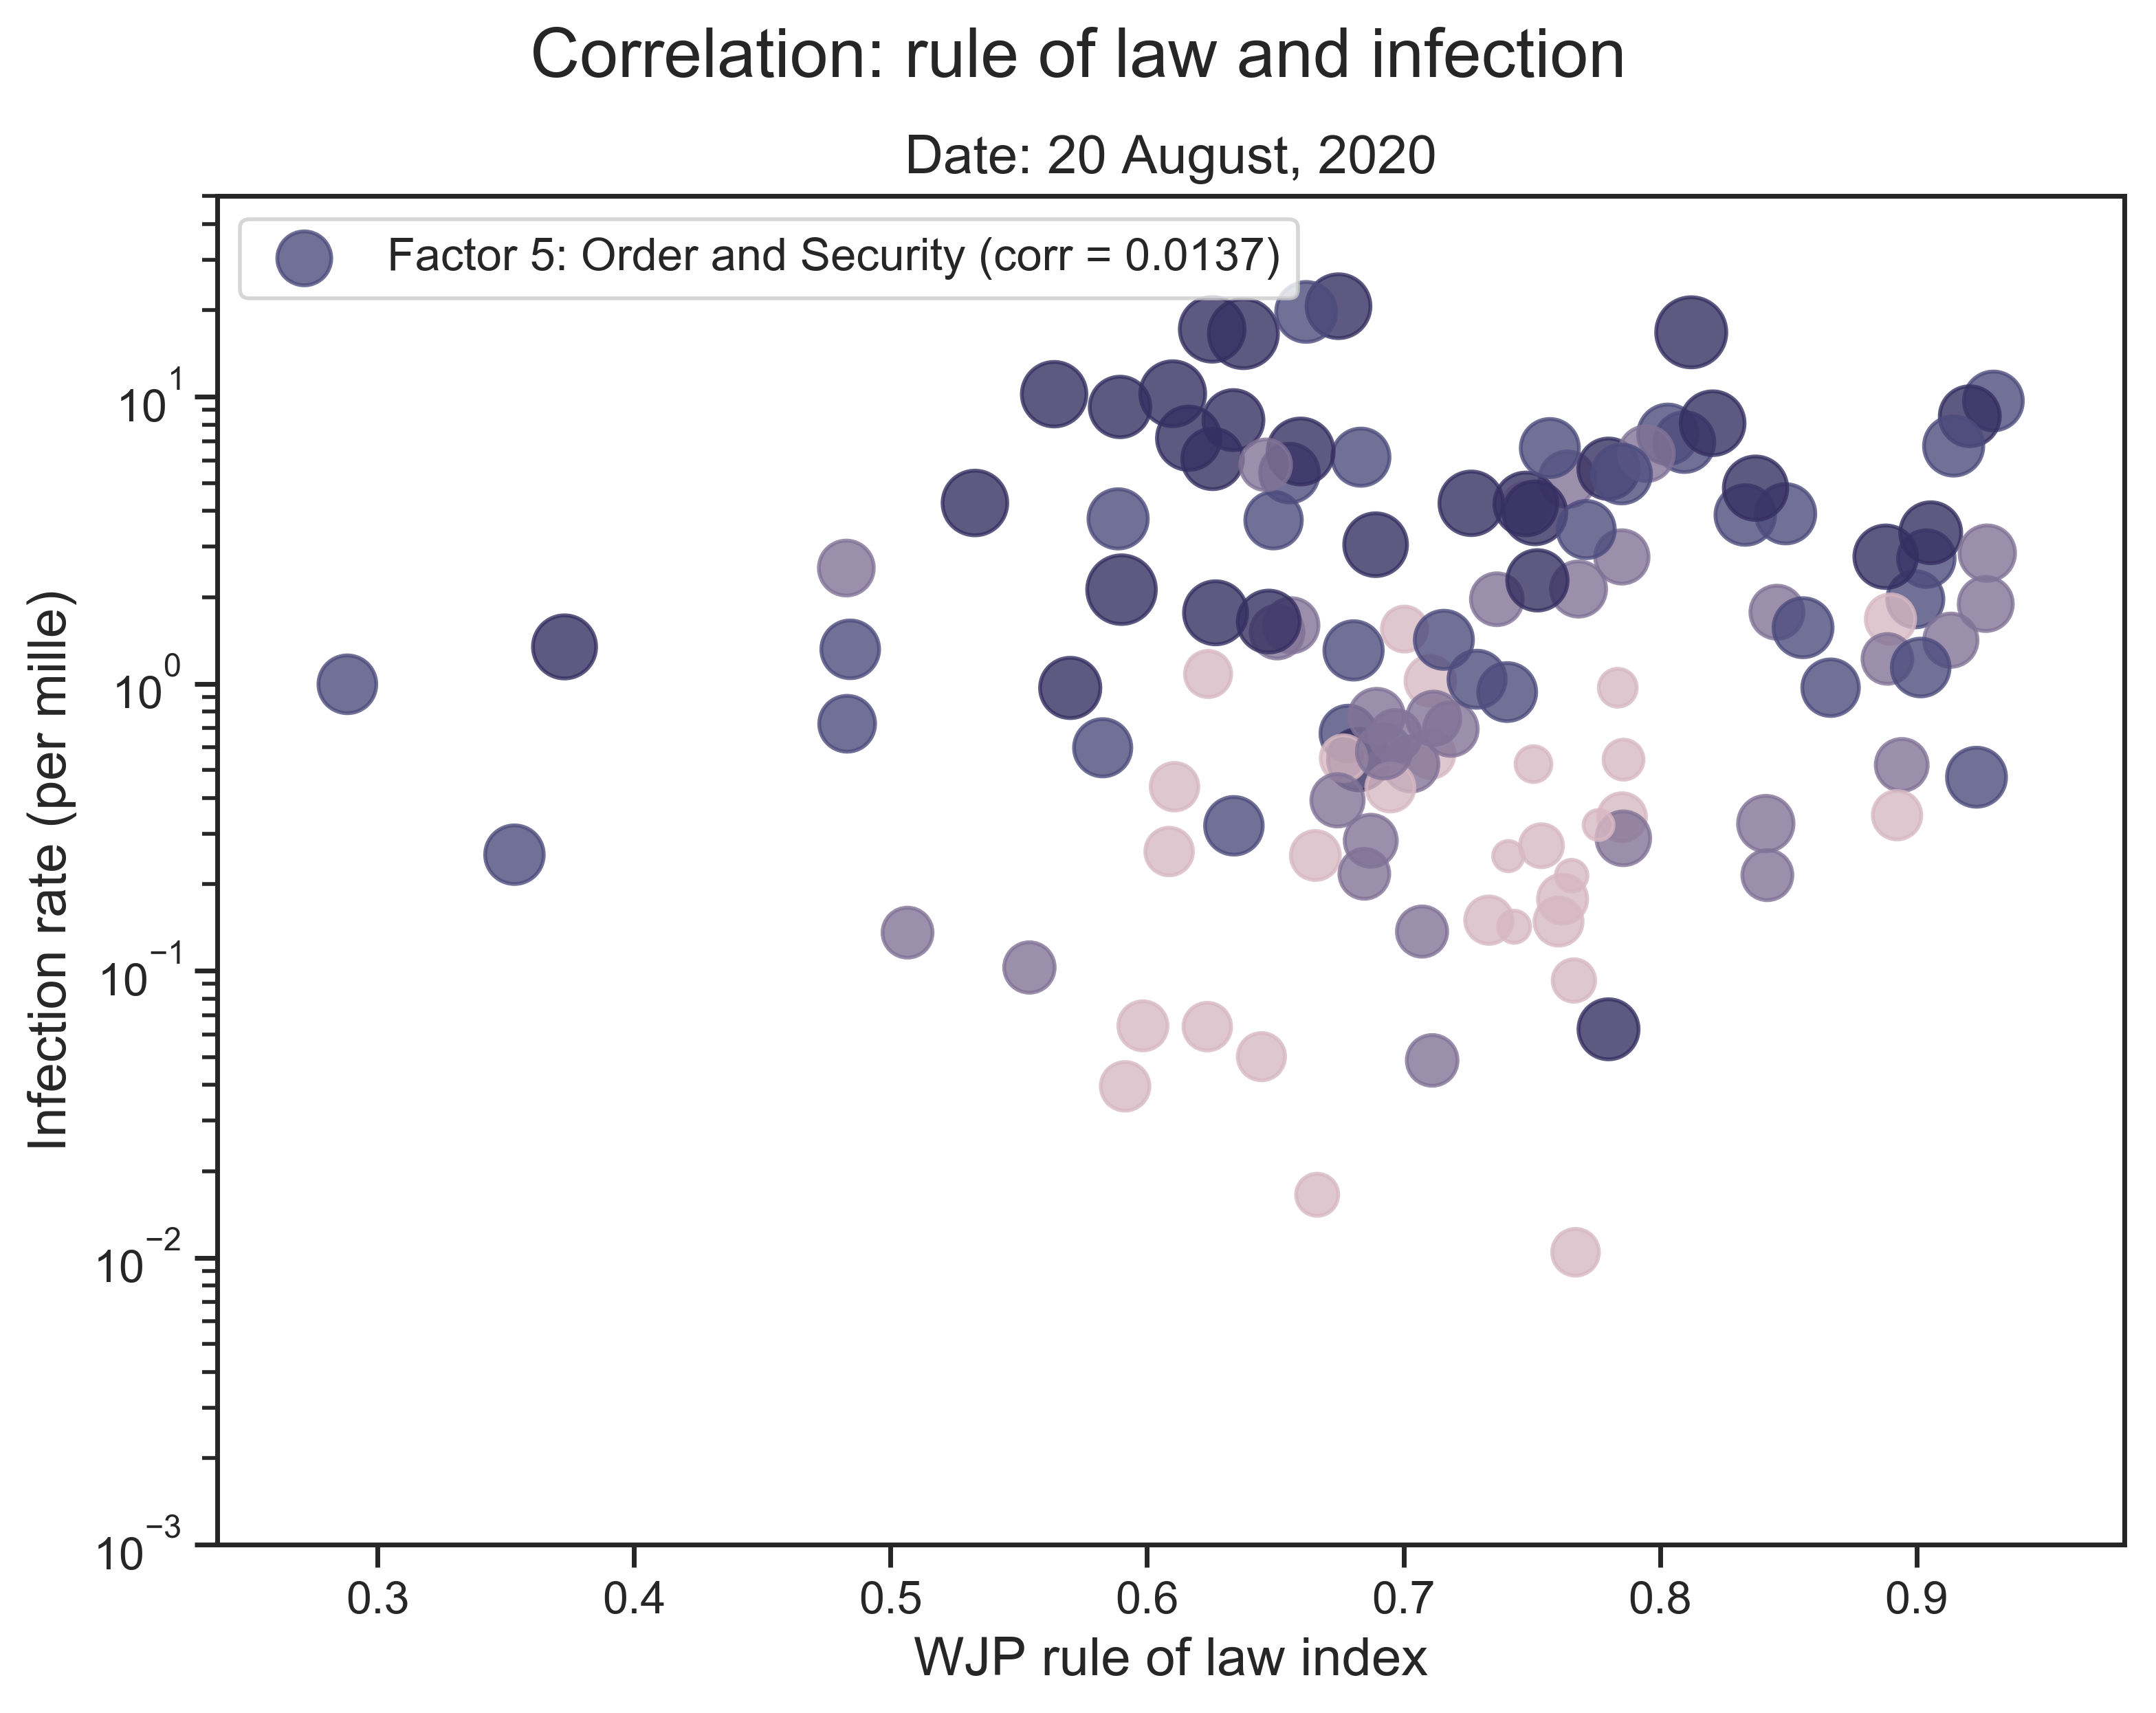 Correlation: rule of law and infection
Date: 20 August, 2020
Factor 5: Order and Security (corr = 0.0137)
Infection rate (per mille)
10^1
10^0
10^−1
10^−2
10^−3
0.3 0.4 0.5 0.6 0.7 0.8 0.9
WJP rule of law index